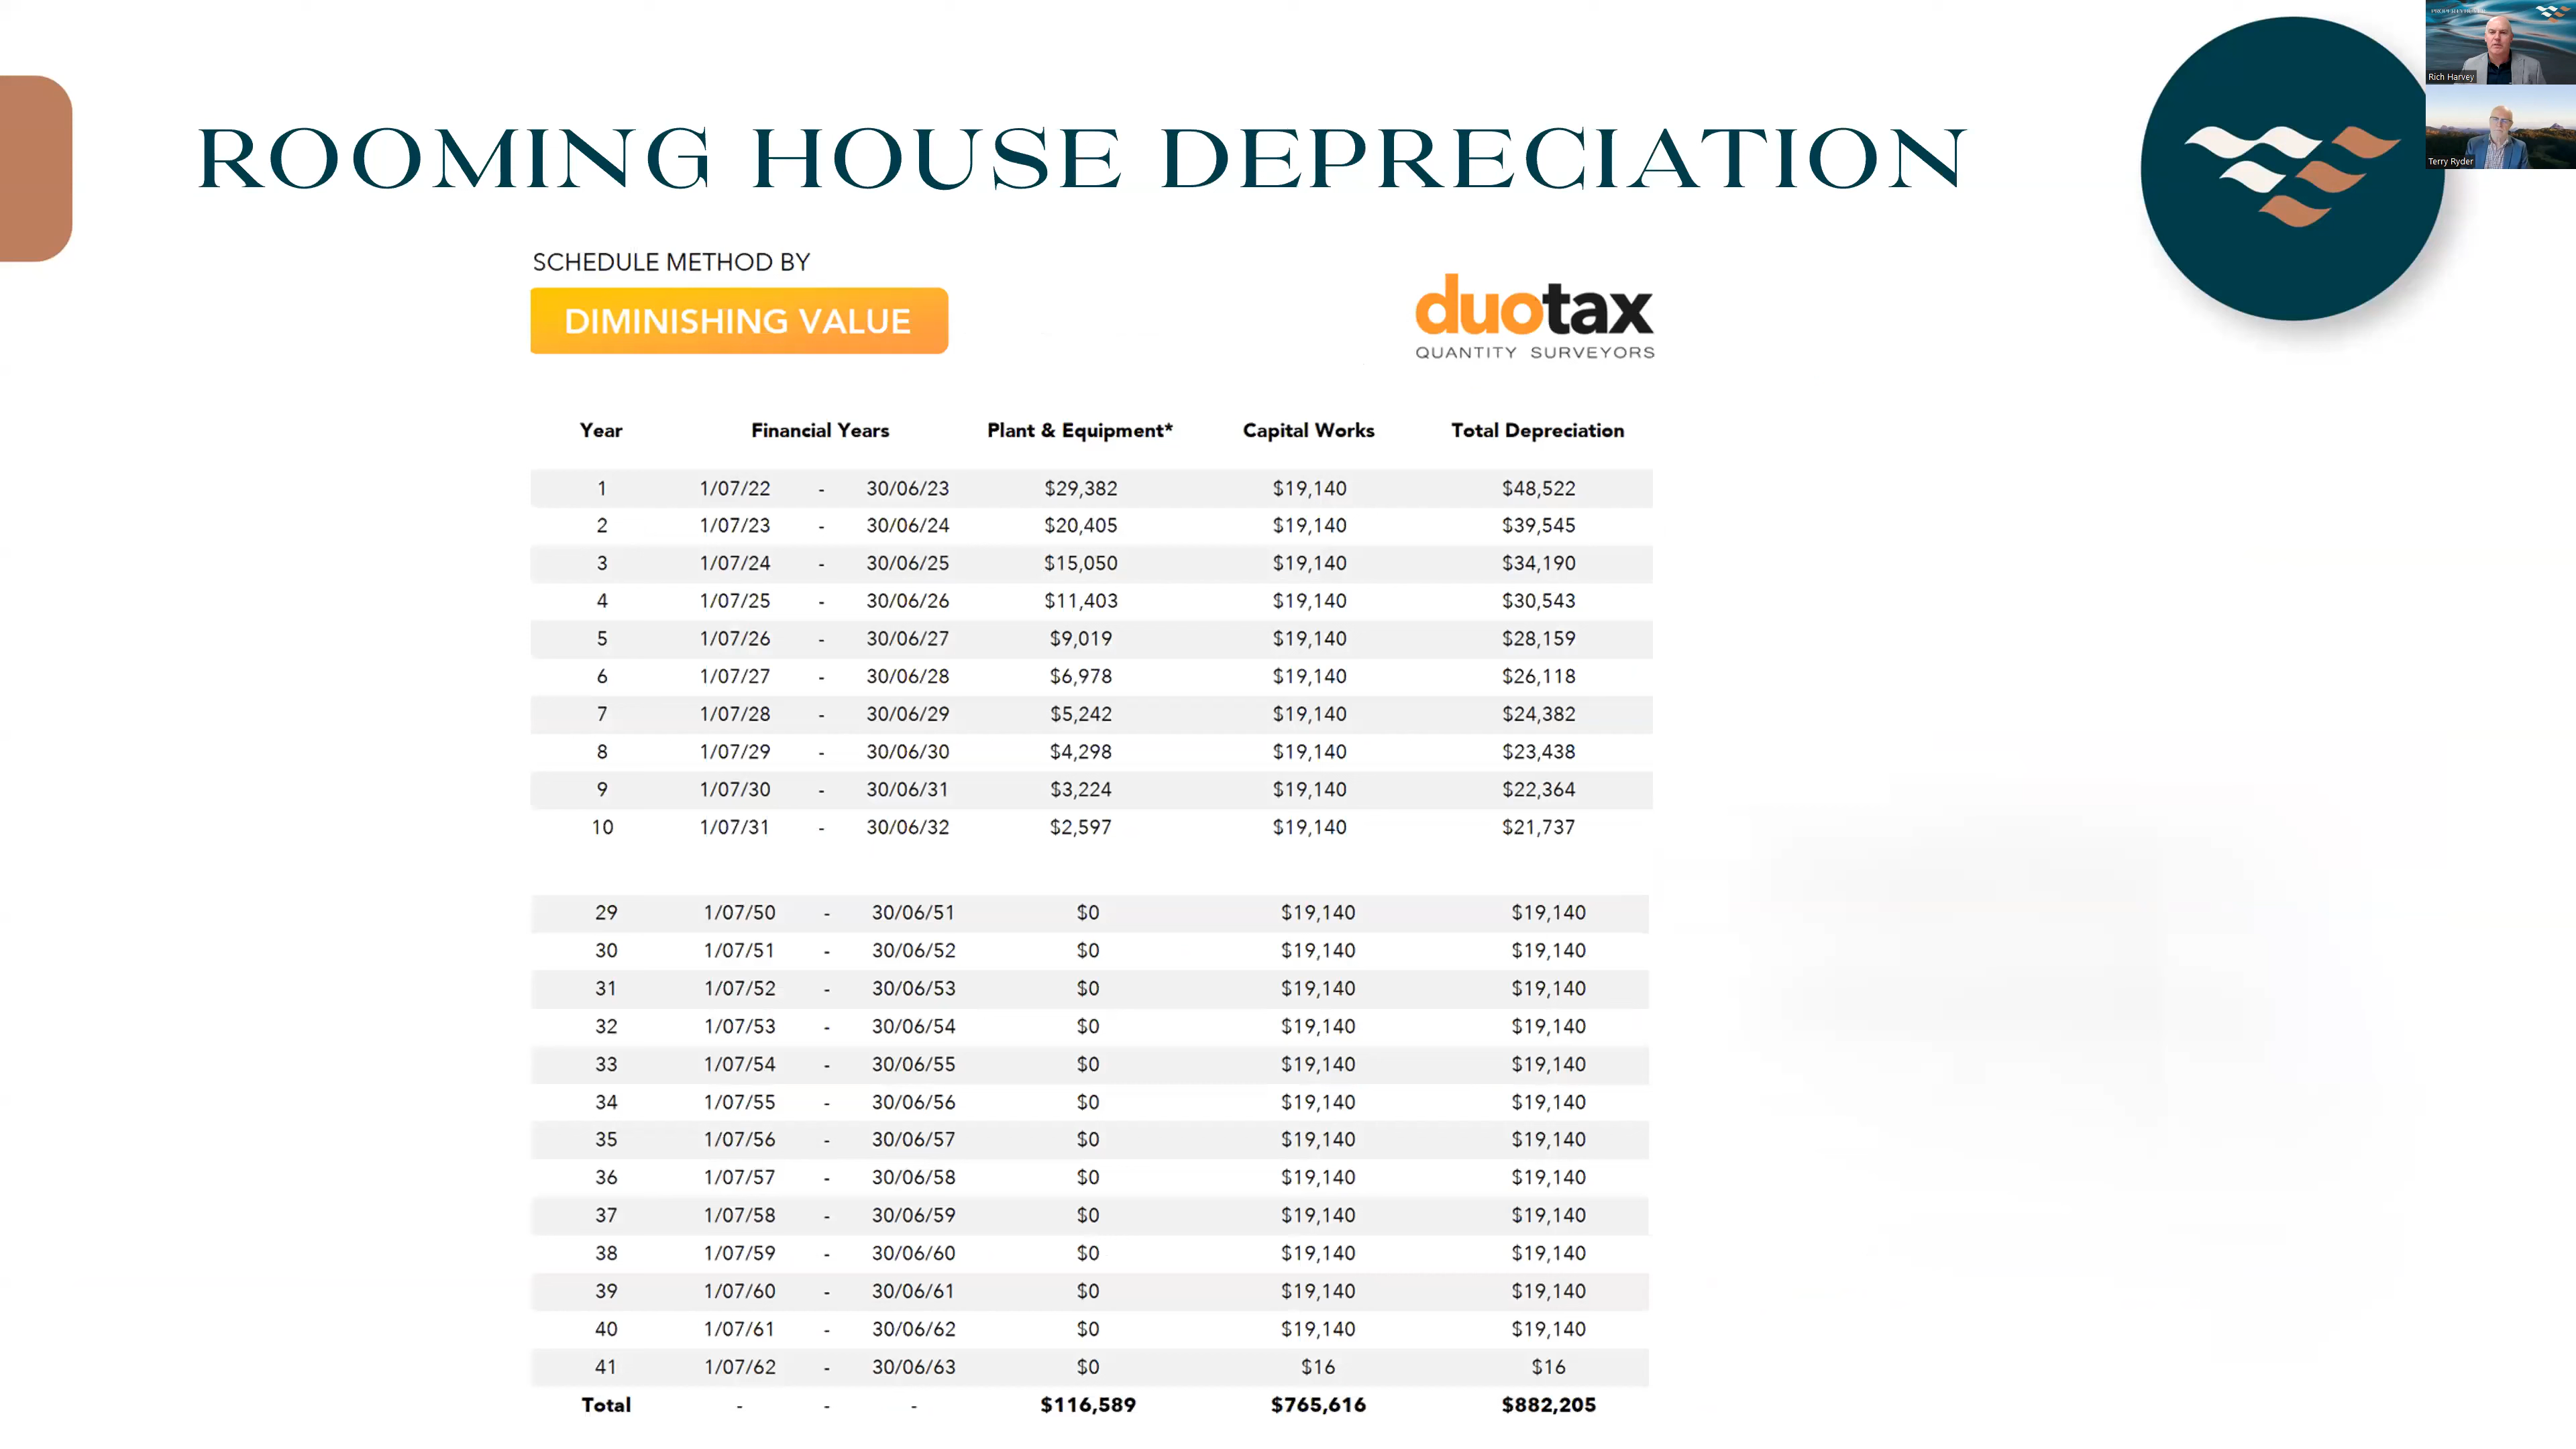 ROOMING HOUSE DEPRECIATION
Rich Harvey
Terry Ryder
SCHEDULE METHOD BY
DIMINISHING VALUE
duotax
QUANTITY SURVEYORS
Year Financial Years Plant & Equipment* Capital Works Total Depreciation
1 1/07/22 - 30/06/23 $29,382 $19,140 $48,522
2 1/07/23 - 30/06/24 $20,405 $19,140 $39,545
3 1/07/24 - 30/06/25 $15,050 $19,140 $34,190
4 1/07/25 - 30/06/26 $11,403 $19,140 $30,543
5 1/07/26 - 30/06/27 $9,019 $19,140 $28,159
6 1/07/27 - 30/06/28 $6,978 $19,140 $26,118
7 1/07/28 - 30/06/29 $5,242 $19,140 $24,382
8 1/07/29 - 30/06/30 $4,298 $19,140 $23,438
9 1/07/30 - 30/06/31 $3,224 $19,140 $22,364
10 1/07/31 - 30/06/32 $2,597 $19,140 $21,737
29 1/07/50 - 30/06/51 $0 $19,140 $19,140
30 1/07/51 - 30/06/52 $0 $19,140 $19,140
31 1/07/52 - 30/06/53 $0 $19,140 $19,140
32 1/07/53 - 30/06/54 $0 $19,140 $19,140
33 1/07/54 - 30/06/55 $0 $19,140 $19,140
34 1/07/55 - 30/06/56 $0 $19,140 $19,140
35 1/07/56 - 30/06/57 $0 $19,140 $19,140
36 1/07/57 - 30/06/58 $0 $19,140 $19,140
37 1/07/58 - 30/06/59 $0 $19,140 $19,140
38 1/07/59 - 30/06/60 $0 $19,140 $19,140
39 1/07/60 - 30/06/61 $0 $19,140 $19,140
40 1/07/61 - 30/06/62 $0 $19,140 $19,140
41 1/07/62 - 30/06/63 $0 $16 $16
Total - - - $116,589 $765,616 $882,205